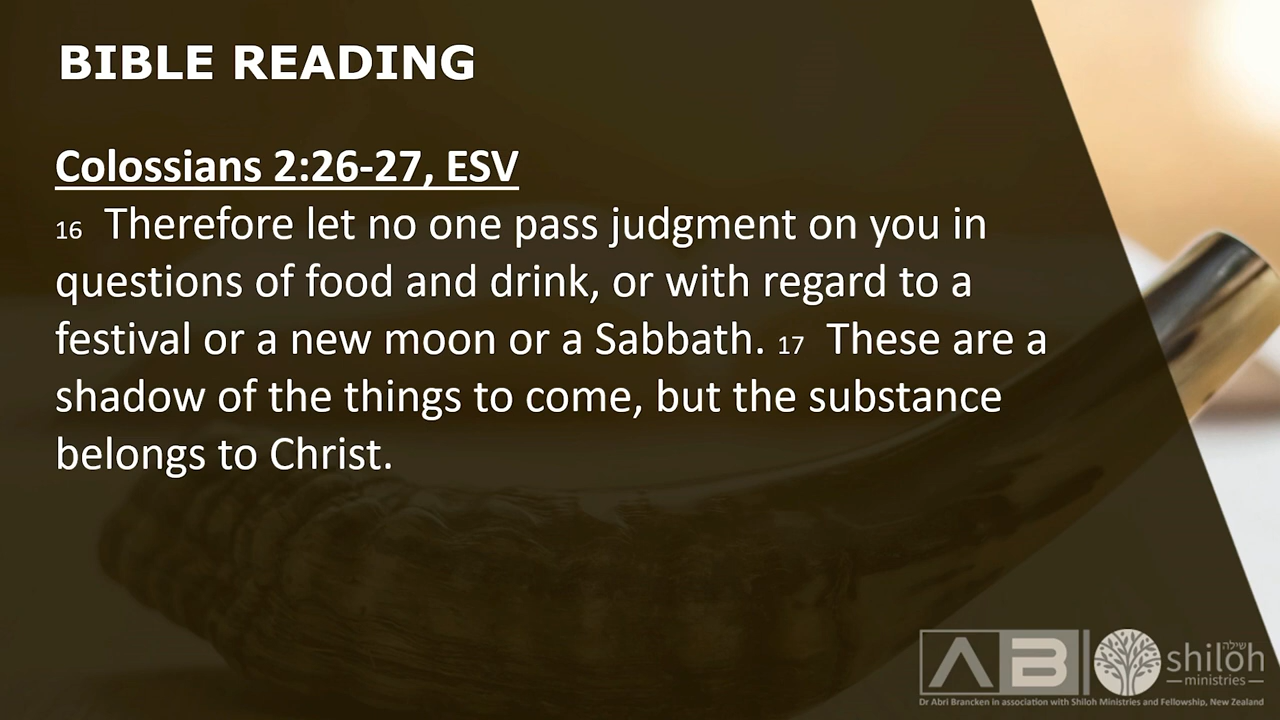 BIBLE READING
Colossians 2:26-27, ESV
16 Therefore let no one pass judgment on you in
questions of food and drink, or with regard to a
festival or a new moon or a Sabbath. 17 These are a
shadow of the things to come, but the substance
belongs to Christ.
AB
שילה
shiloh
ministries
Dr Abri Brancken in association with Shiloh Ministries and Fellowship, New Zealand